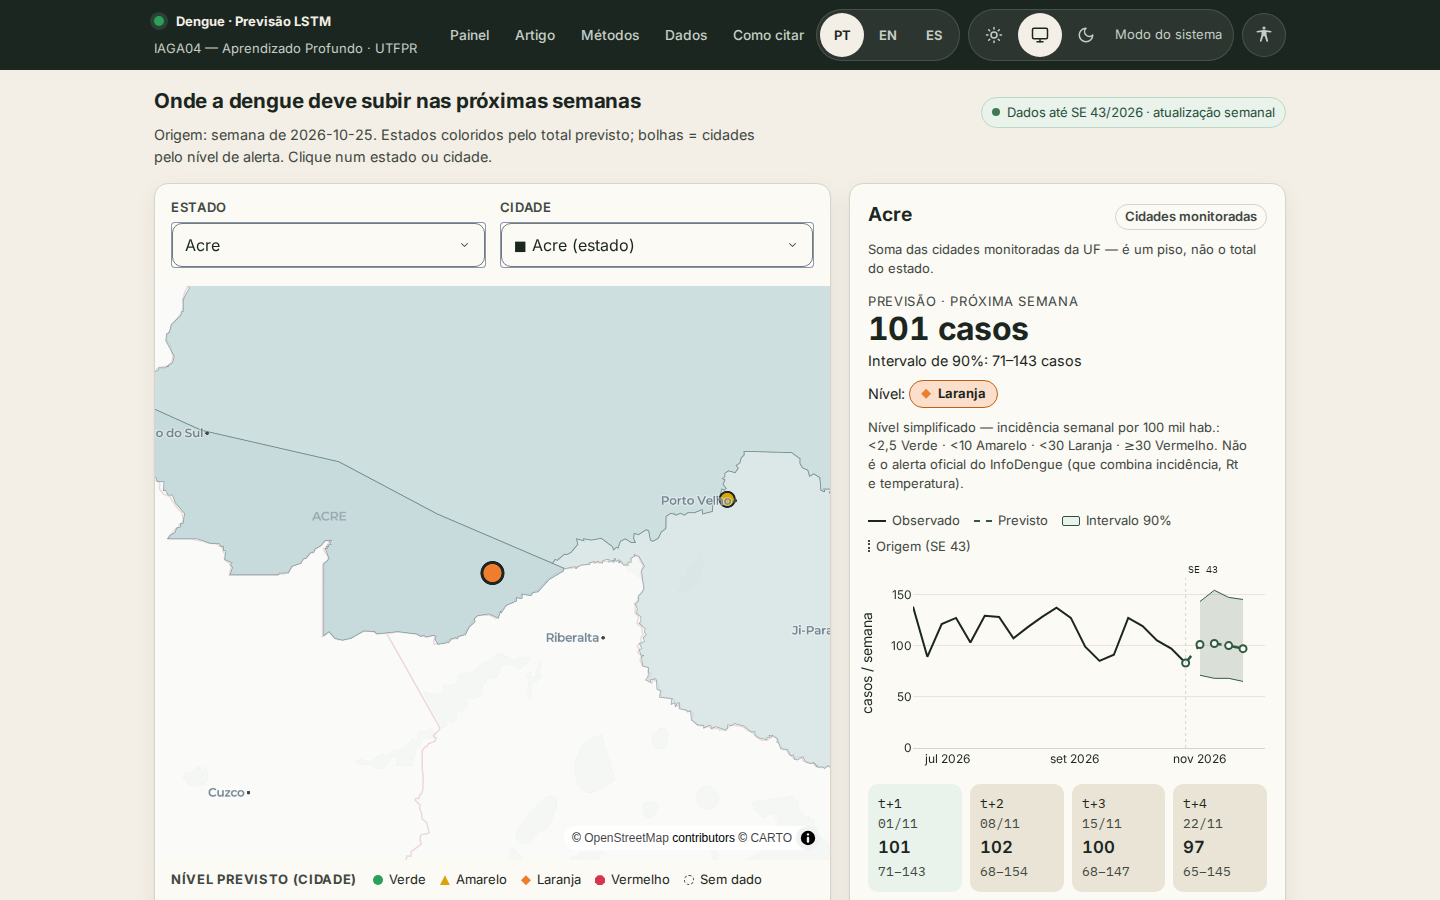 Dengue · Previsão LSTM
IAGA04 — Aprendizado Profundo · UTFPR
Painel
Artigo
Métodos
Dados
Como citar
PT
EN
ES
Modo do sistema
Onde a dengue deve subir nas próximas semanas
Origem: semana de 2026-10-25. Estados coloridos pelo total previsto; bolhas = cidades
pelo nível de alerta. Clique num estado ou cidade.
Dados até SE 43/2026 · atualização semanal
ESTADO
CIDADE
Acre
■ Acre (estado)
o do Sul
ACRE
Porto Velho
Riberalta
Ji-Para
Cuzco
© OpenStreetMap contributors © CARTO
NÍVEL PREVISTO (CIDADE)
Verde
Amarelo
Laranja
Vermelho
Sem dado
Acre
Cidades monitoradas
Soma das cidades monitoradas da UF — é um piso, não o total
do estado.
PREVISÃO · PRÓXIMA SEMANA
101 casos
Intervalo de 90%: 71–143 casos
Nível: Laranja
Nível simplificado — incidência semanal por 100 mil hab.:
<2,5 Verde · <10 Amarelo · <30 Laranja · ≥30 Vermelho. Não
é o alerta oficial do InfoDengue (que combina incidência, Rt
e temperatura).
Observado
Previsto
Intervalo 90%
Origem (SE 43)
SE 43
casos / semana
150
100
50
0
jul 2026
set 2026
nov 2026
t+1
01/11
101
71–143
t+2
08/11
102
68–154
t+3
15/11
100
68–147
t+4
22/11
97
65–145